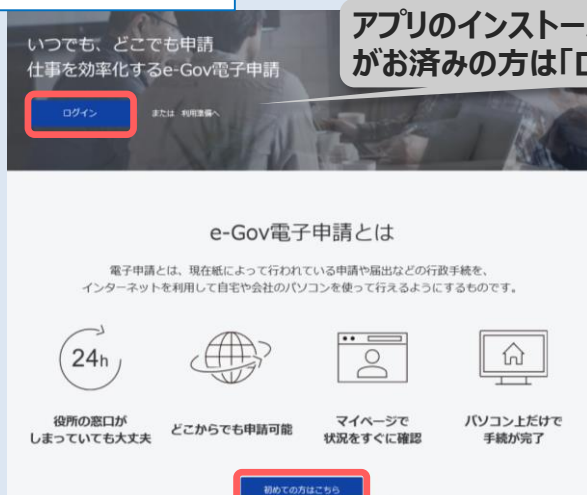 アプリのインストー
がお済みの方は「ロ
いつでも、どこでも申請
仕事を効率化するe-Gov電子申請
ログイン
または 利用準備へ
e-Gov電子申請とは
電子申請とは、現在紙によって行われている申請や届出などの行政手続を、
インターネットを利用して自宅や会社のパソコンを使って行えるようにするものです。
24h
役所の窓口が
しまっていても大丈夫
どこからでも申請可能
マイページで
状況をすぐに確認
パソコン上だけで
手続が完了
初めての方はこちら